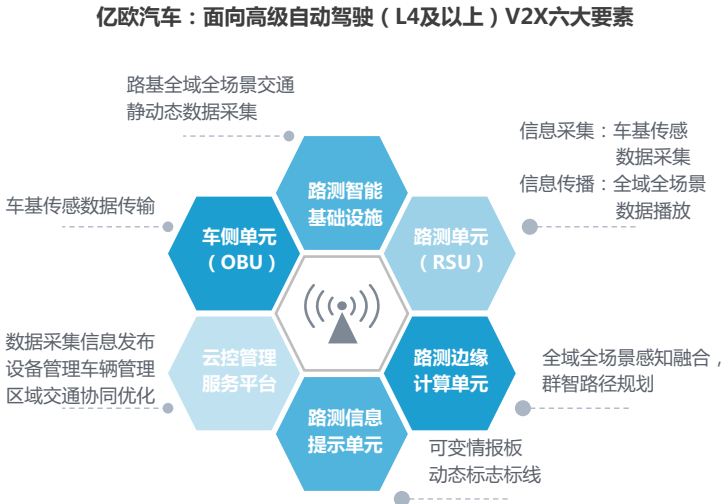 亿欧汽车：面向高级自动驾驶（L4及以上）V2X六大要素
路基全域全场景交通
静动态数据采集
信息采集：车基传感
数据采集
信息传播：全域全场景
数据播放
路测智能
基础设施
车基传感数据传输
车侧单元
（OBU）
路测单元
（RSU）
数据采集信息发布
设备管理车辆管理
区域交通协同优化
云控管理
服务平台
路测边缘
计算单元
全域全场景感知融合，
群智路径规划
路测信息
提示单元
可变情报板
动态标志标线